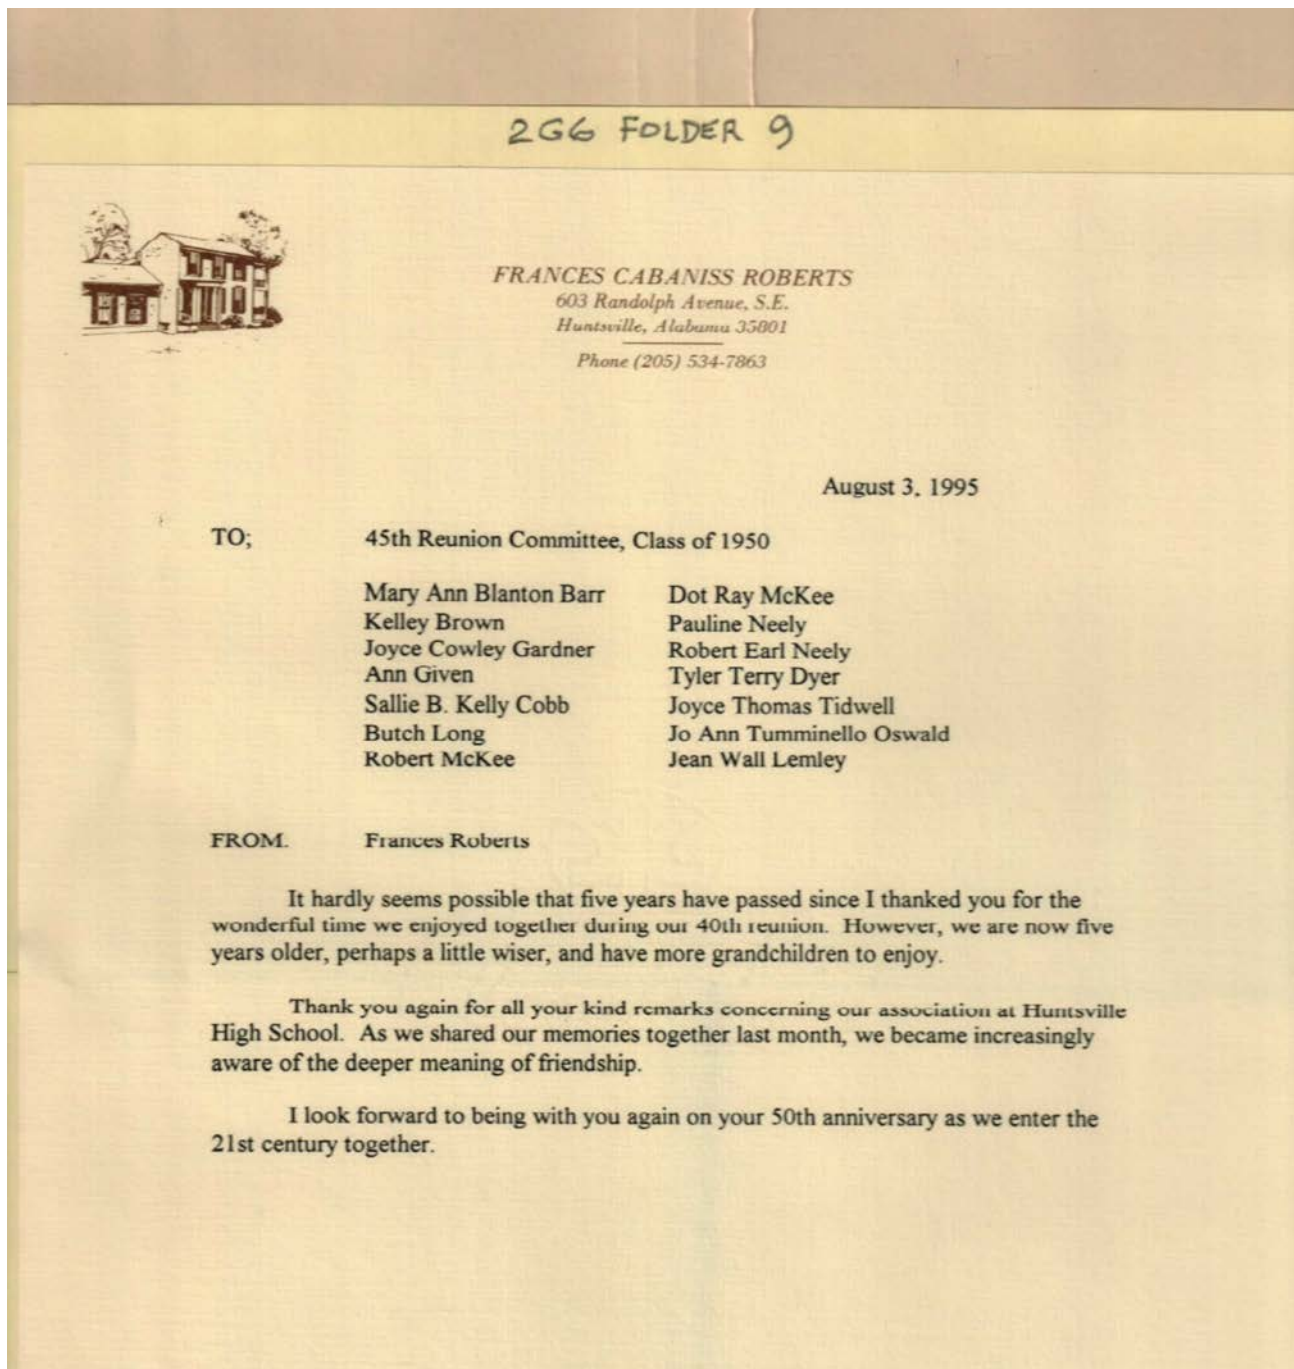 2G6 FOLDER 9
FRANCES CABANISS ROBERTS
603 Randolph Avenue, S.E.
Huntsville, Alabama 35801
Phone (205) 534-7863
August 3, 1995
TO; 45th Reunion Committee, Class of 1950
Mary Ann Blanton Barr Dot Ray McKee
Kelley Brown Pauline Neely
Joyce Cowley Gardner Robert Earl Neely
Ann Given Tyler Terry Dyer
Sallie B. Kelly Cobb Joyce Thomas Tidwell
Butch Long Jo Ann Tumminello Oswald
Robert McKee Jean Wall Lemley
FROM. Frances Roberts
It hardly seems possible that five years have passed since I thanked you for the
wonderful time we enjoyed together during our 40th reunion. However, we are now five
years older, perhaps a little wiser, and have more grandchildren to enjoy.
Thank you again for all your kind remarks concerning our association at Huntsville
High School. As we shared our memories together last month, we became increasingly
aware of the deeper meaning of friendship.
I look forward to being with you again on your 50th anniversary as we enter the
21st century together.